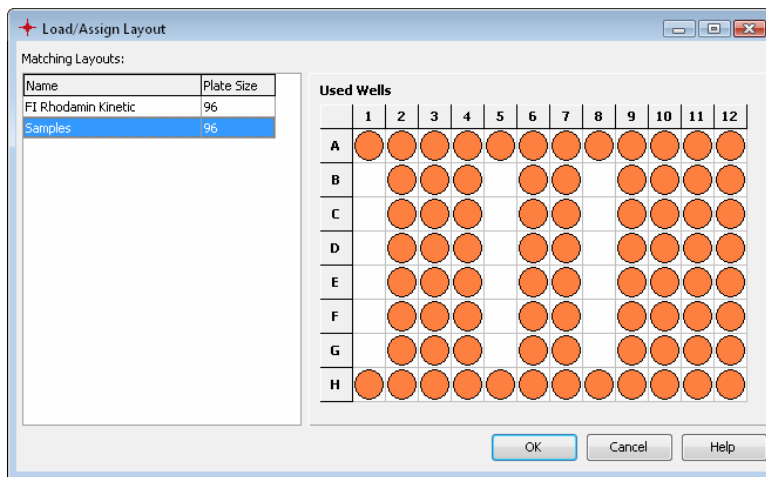 Load/Assign Layout
Matching Layouts:
Name Plate Size
FI Rhodamin Kinetic 96
Samples 96
Used Wells
1 2 3 4 5 6 7 8 9 10 11 12
A
B
C
D
E
F
G
H
OK Cancel Help